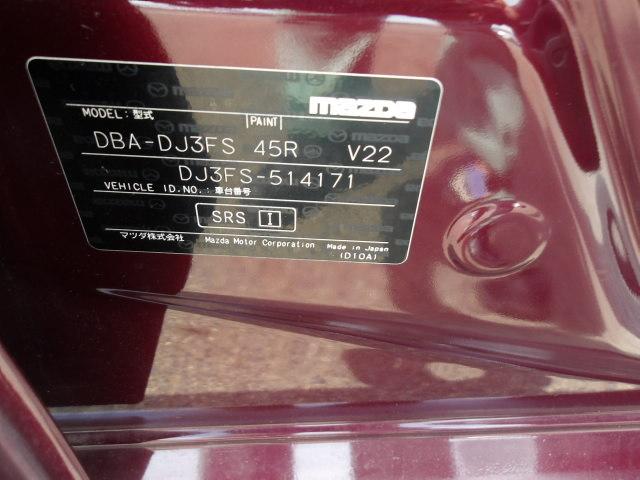 mazda
MODEL: 型式 PAINT
DBA-DJ3FS 45R V22
DJ3FS-514171
VEHICLE ID.NO.:車台番号
SRS I
マツダ株式会社 Mazda Motor Corporation Made in Japan
(D10A)